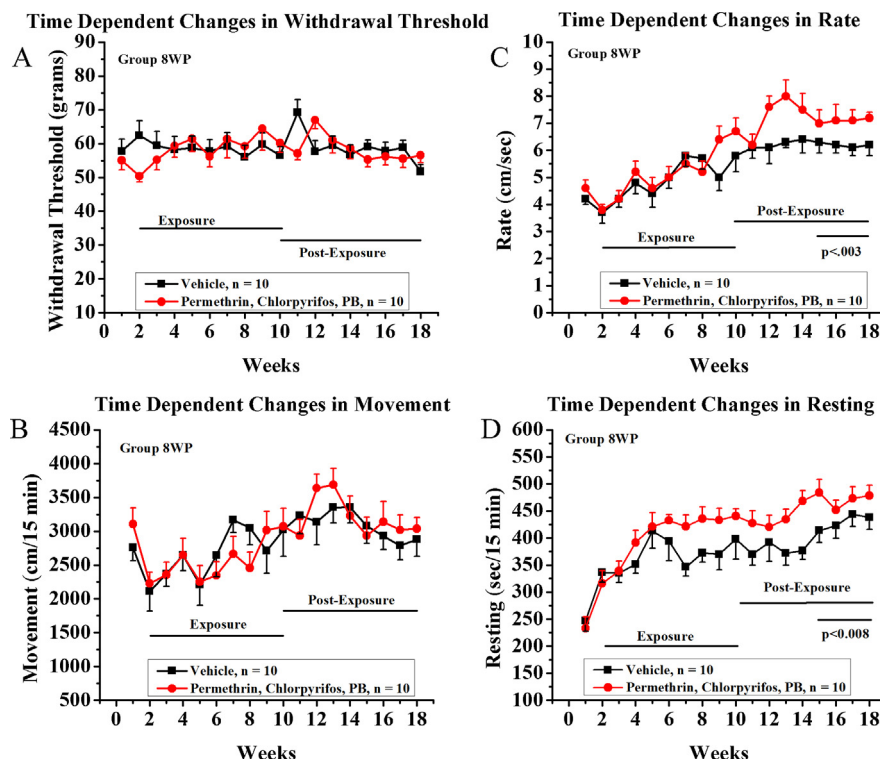 Time Dependent Changes in Withdrawal Threshold
A
Group 8WP
Withdrawal Threshold (grams)
90
80
70
60
50
40
30
20
10
Exposure
Post-Exposure
Vehicle, n = 10
Permethrin, Chlorpyrifos, PB, n = 10
0 2 4 6 8 10 12 14 16 18
Weeks
Time Dependent Changes in Rate
C
Group 8WP
Rate (cm/sec)
10
9
8
7
6
5
4
3
2
1
0
Post-Exposure
Exposure
p<.003
Vehicle, n = 10
Permethrin, Chlorpyrifos, PB, n = 10
0 2 4 6 8 10 12 14 16 18
Weeks
Time Dependent Changes in Movement
B
Group 8WP
Movement (cm/15 min)
4500
4000
3500
3000
2500
2000
1500
1000
500
Post-Exposure
Exposure
Vehicle, n = 10
Permethrin, Chlorpyrifos, PB, n = 10
0 2 4 6 8 10 12 14 16 18
Weeks
Time Dependent Changes in Resting
D
Group 8WP
Resting (sec/15 min)
600
550
500
450
400
350
300
250
200
150
100
Post-Exposure
Exposure
p<0.008
Vehicle, n = 10
Permethrin, Chlorpyrifos, PB, n = 10
0 2 4 6 8 10 12 14 16 18
Weeks